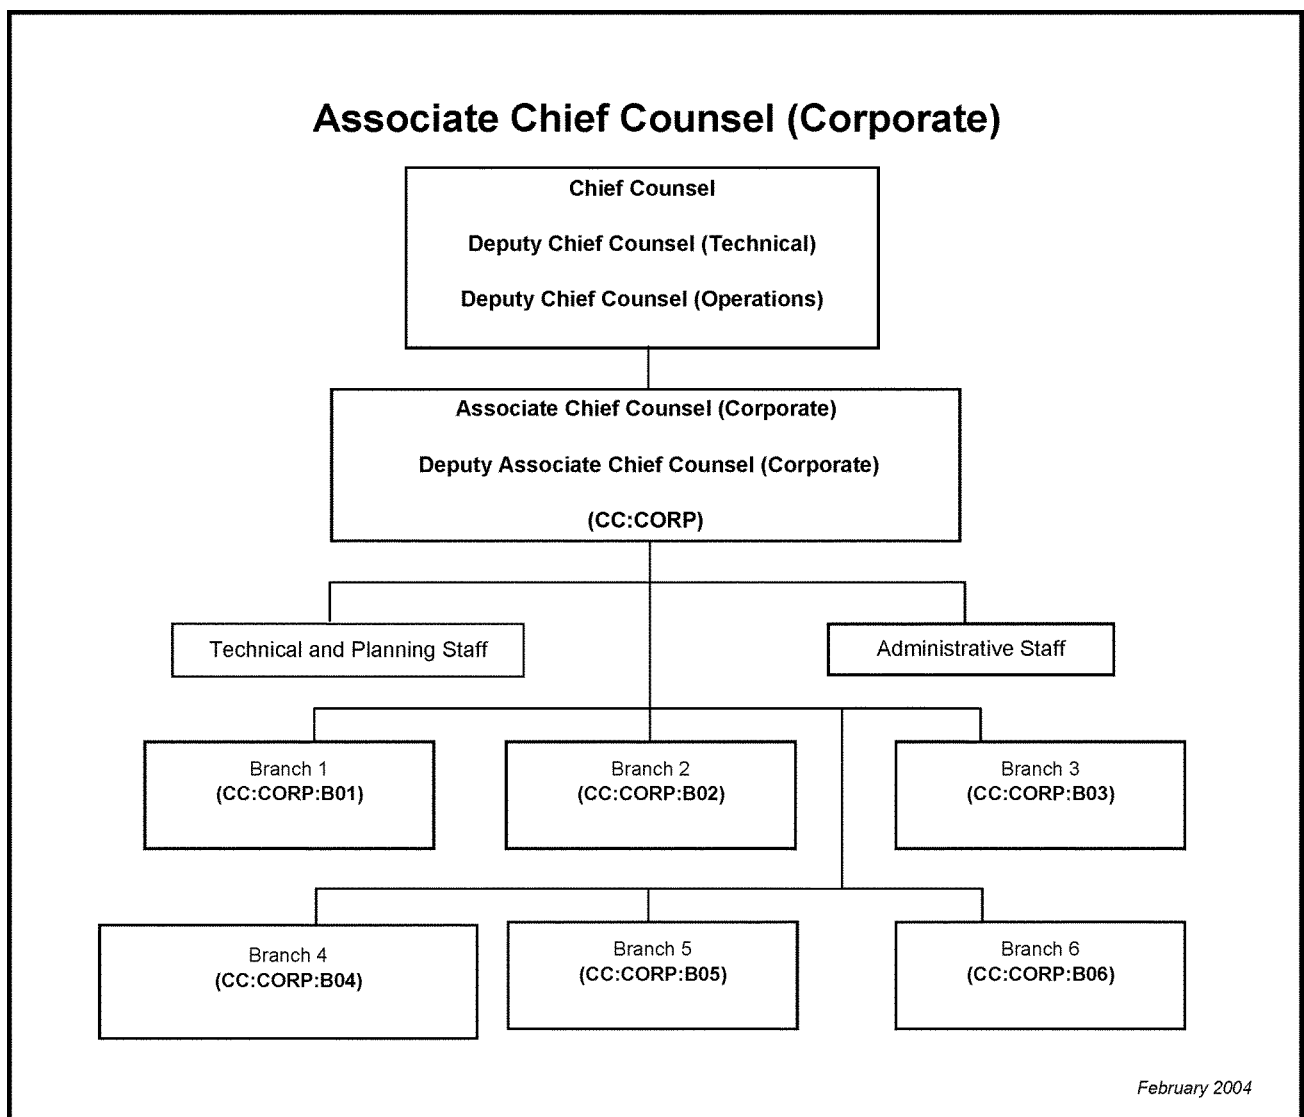 Associate Chief Counsel (Corporate)
Chief Counsel
Deputy Chief Counsel (Technical)
Deputy Chief Counsel (Operations)
Associate Chief Counsel (Corporate)
Deputy Associate Chief Counsel (Corporate)
(CC:CORP)
Technical and Planning Staff
Administrative Staff
Branch 1
(CC:CORP:B01)
Branch 2
(CC:CORP:B02)
Branch 3
(CC:CORP:B03)
Branch 4
(CC:CORP:B04)
Branch 5
(CC:CORP:B05)
Branch 6
(CC:CORP:B06)
February 2004